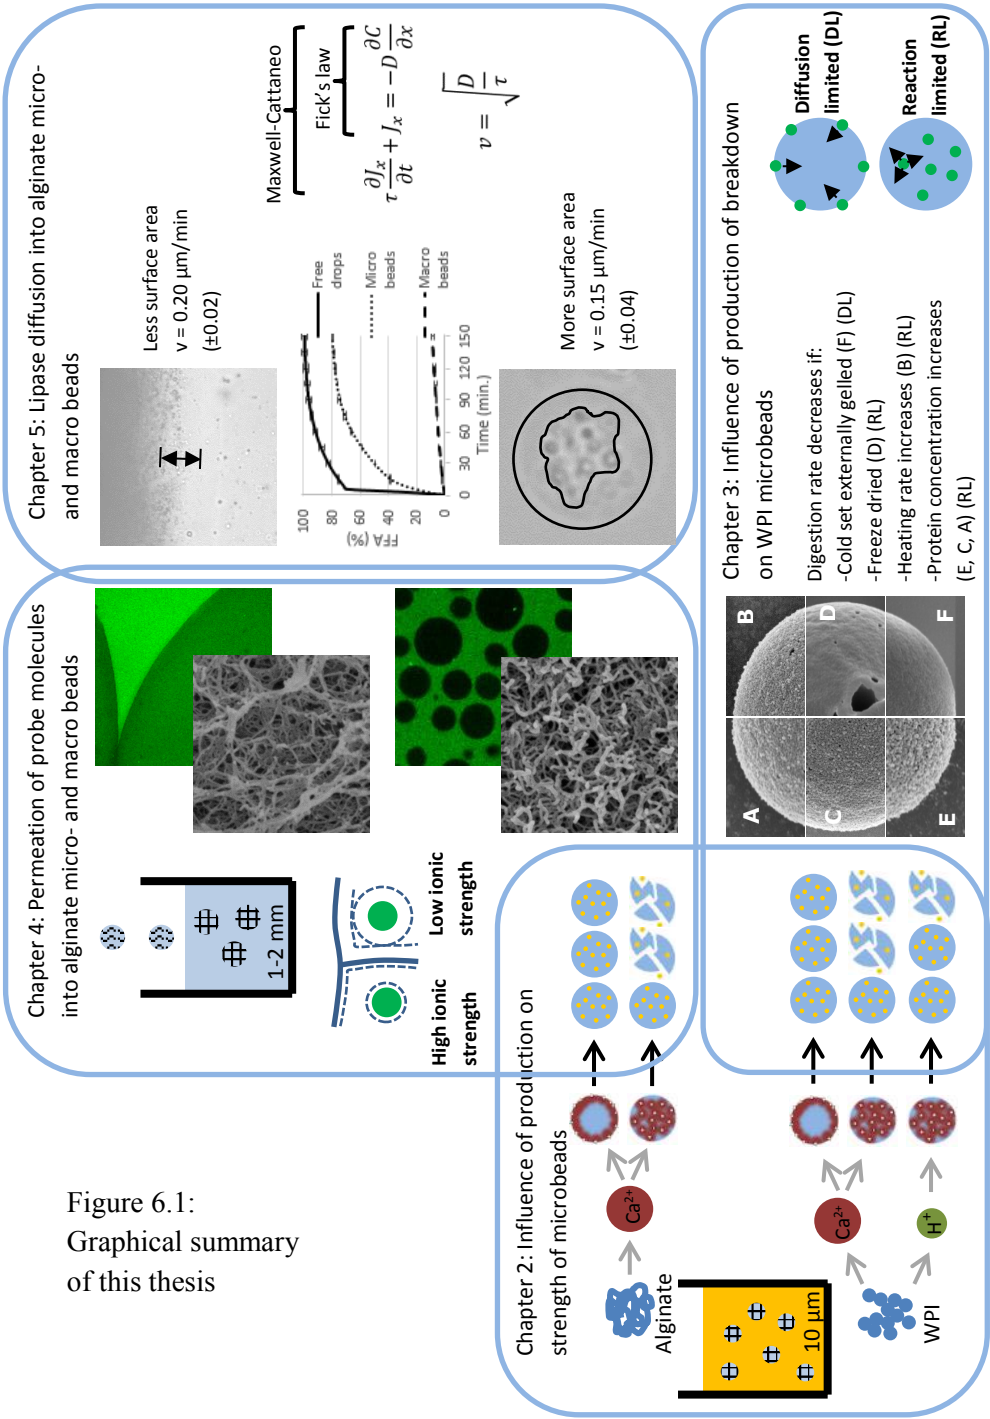 Figure 6.1:
Graphical summary
of this thesis
Chapter 2: Influence of production on
strength of microbeads
Alginate
Ca²⁺
10 µm
WPI
Ca²⁺
H⁺
Chapter 4: Permeation of probe molecules
into alginate micro- and macro beads
1-2 mm
High ionic
strength
Low ionic
strength
Chapter 5: Lipase diffusion into alginate micro-
and macro beads
Less surface area
v = 0.20 µm/min
(±0.02)
FFA (%)
100
80
60
40
20
0
0 30 60 90 120 150
Time (min.)
Free
drops
Micro
beads
Macro
beads
More surface area
v = 0.15 µm/min
(±0.04)
Maxwell-Cattaneo
Fick's law
τ ∂Jₓ/∂t + Jₓ = −D ∂C/∂x
v = √(D/τ)
Chapter 3: Influence of production of breakdown
on WPI microbeads
A
B
C
D
E
F
Digestion rate decreases if:
-Cold set externally gelled (F) (DL)
-Freeze dried (D) (RL)
-Heating rate increases (B) (RL)
-Protein concentration increases
(E, C, A) (RL)
Diffusion
limited (DL)
Reaction
limited (RL)